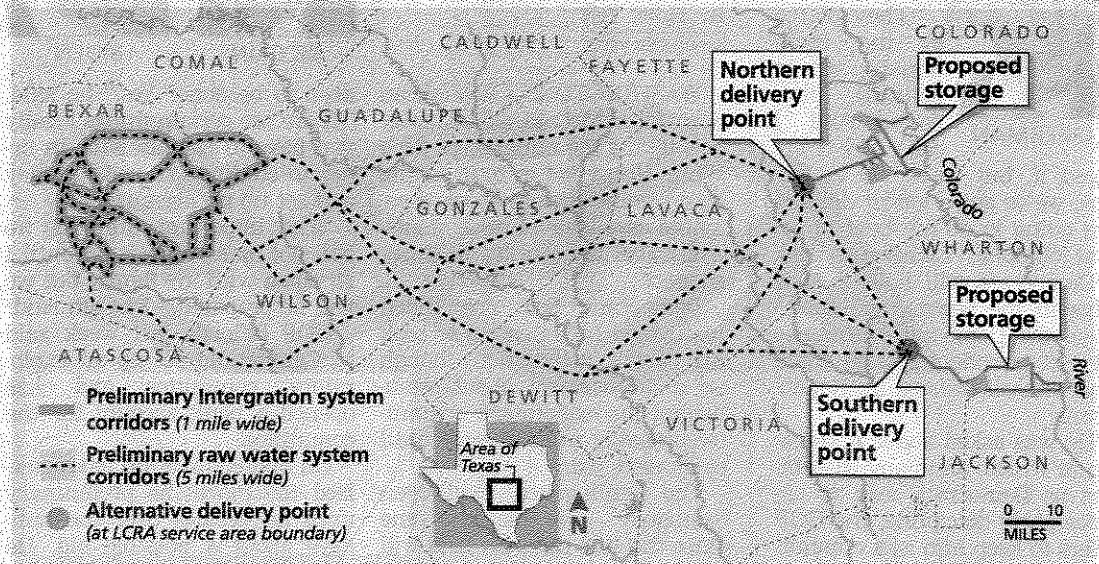 COLORADO
CALDWELL
COMAL
FAYETTE
Northern
delivery
point
Proposed
storage
BEXAR
GUADALUPE
Colorado
GONZALES
LAVACA
WHARTON
WILSON
Proposed
storage
ATASCOSA
River
Preliminary Intergration system
corridors (1 mile wide)
DEWITT
Southern
delivery
point
VICTORIA
Preliminary raw water system
corridors (5 miles wide)
Area of
Texas
JACKSON
Alternative delivery point
(at LCRA service area boundary)
N
0 10
MILES